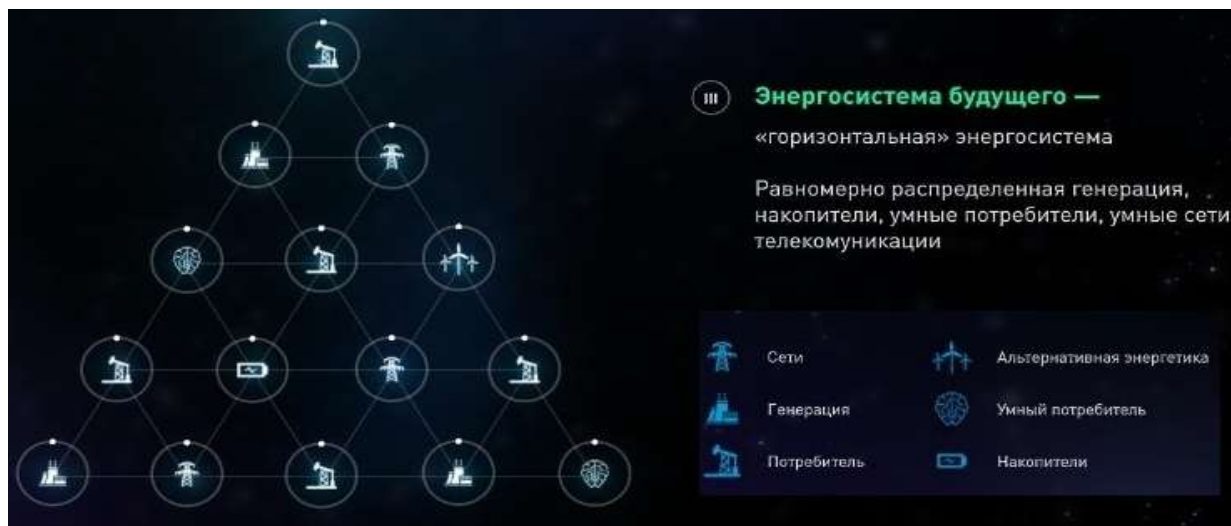 III
Энергосистема будущего —
«горизонтальная» энергосистема
Равномерно распределенная генерация,
накопители, умные потребители, умные сети
телекомуникации
Сети
Альтернативная энергетика
Генерация
Умный потребитель
Потребитель
Накопители